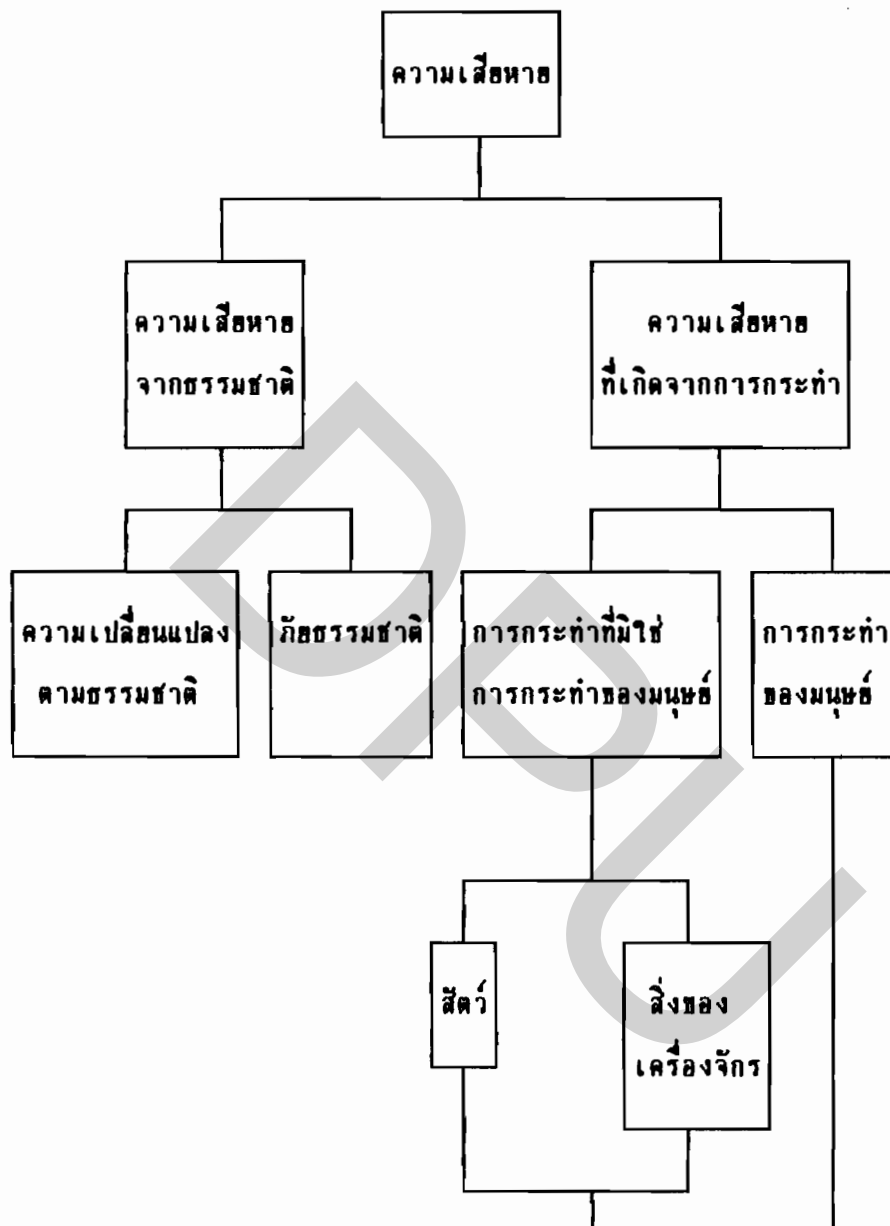 ความเสียหาย
ความเสียหาย
จากธรรมชาติ
ความเสียหาย
ที่เกิดจากการกระทำ
ความเปลี่ยนแปลง
ตามธรรมชาติ
ภัยธรรมชาติ
การกระทำที่มิใช่
การกระทำของมนุษย์
การกระทำ
ของมนุษย์
สัตว์
สิ่งของ
เครื่องจักร
DPU